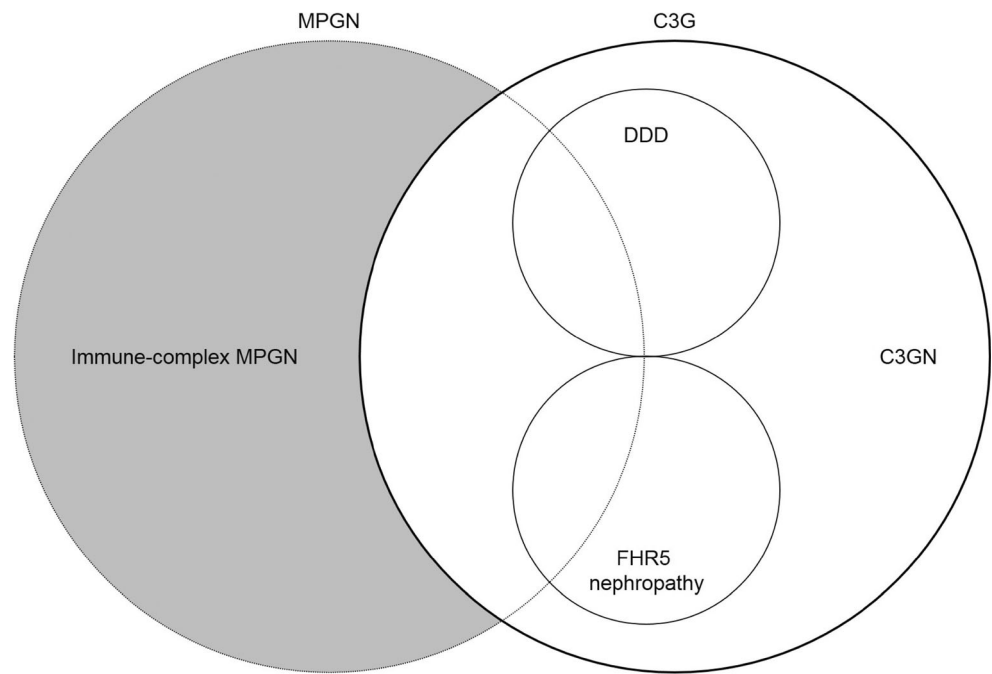 MPGN
C3G
DDD
Immune-complex MPGN
C3GN
FHR5
nephropathy